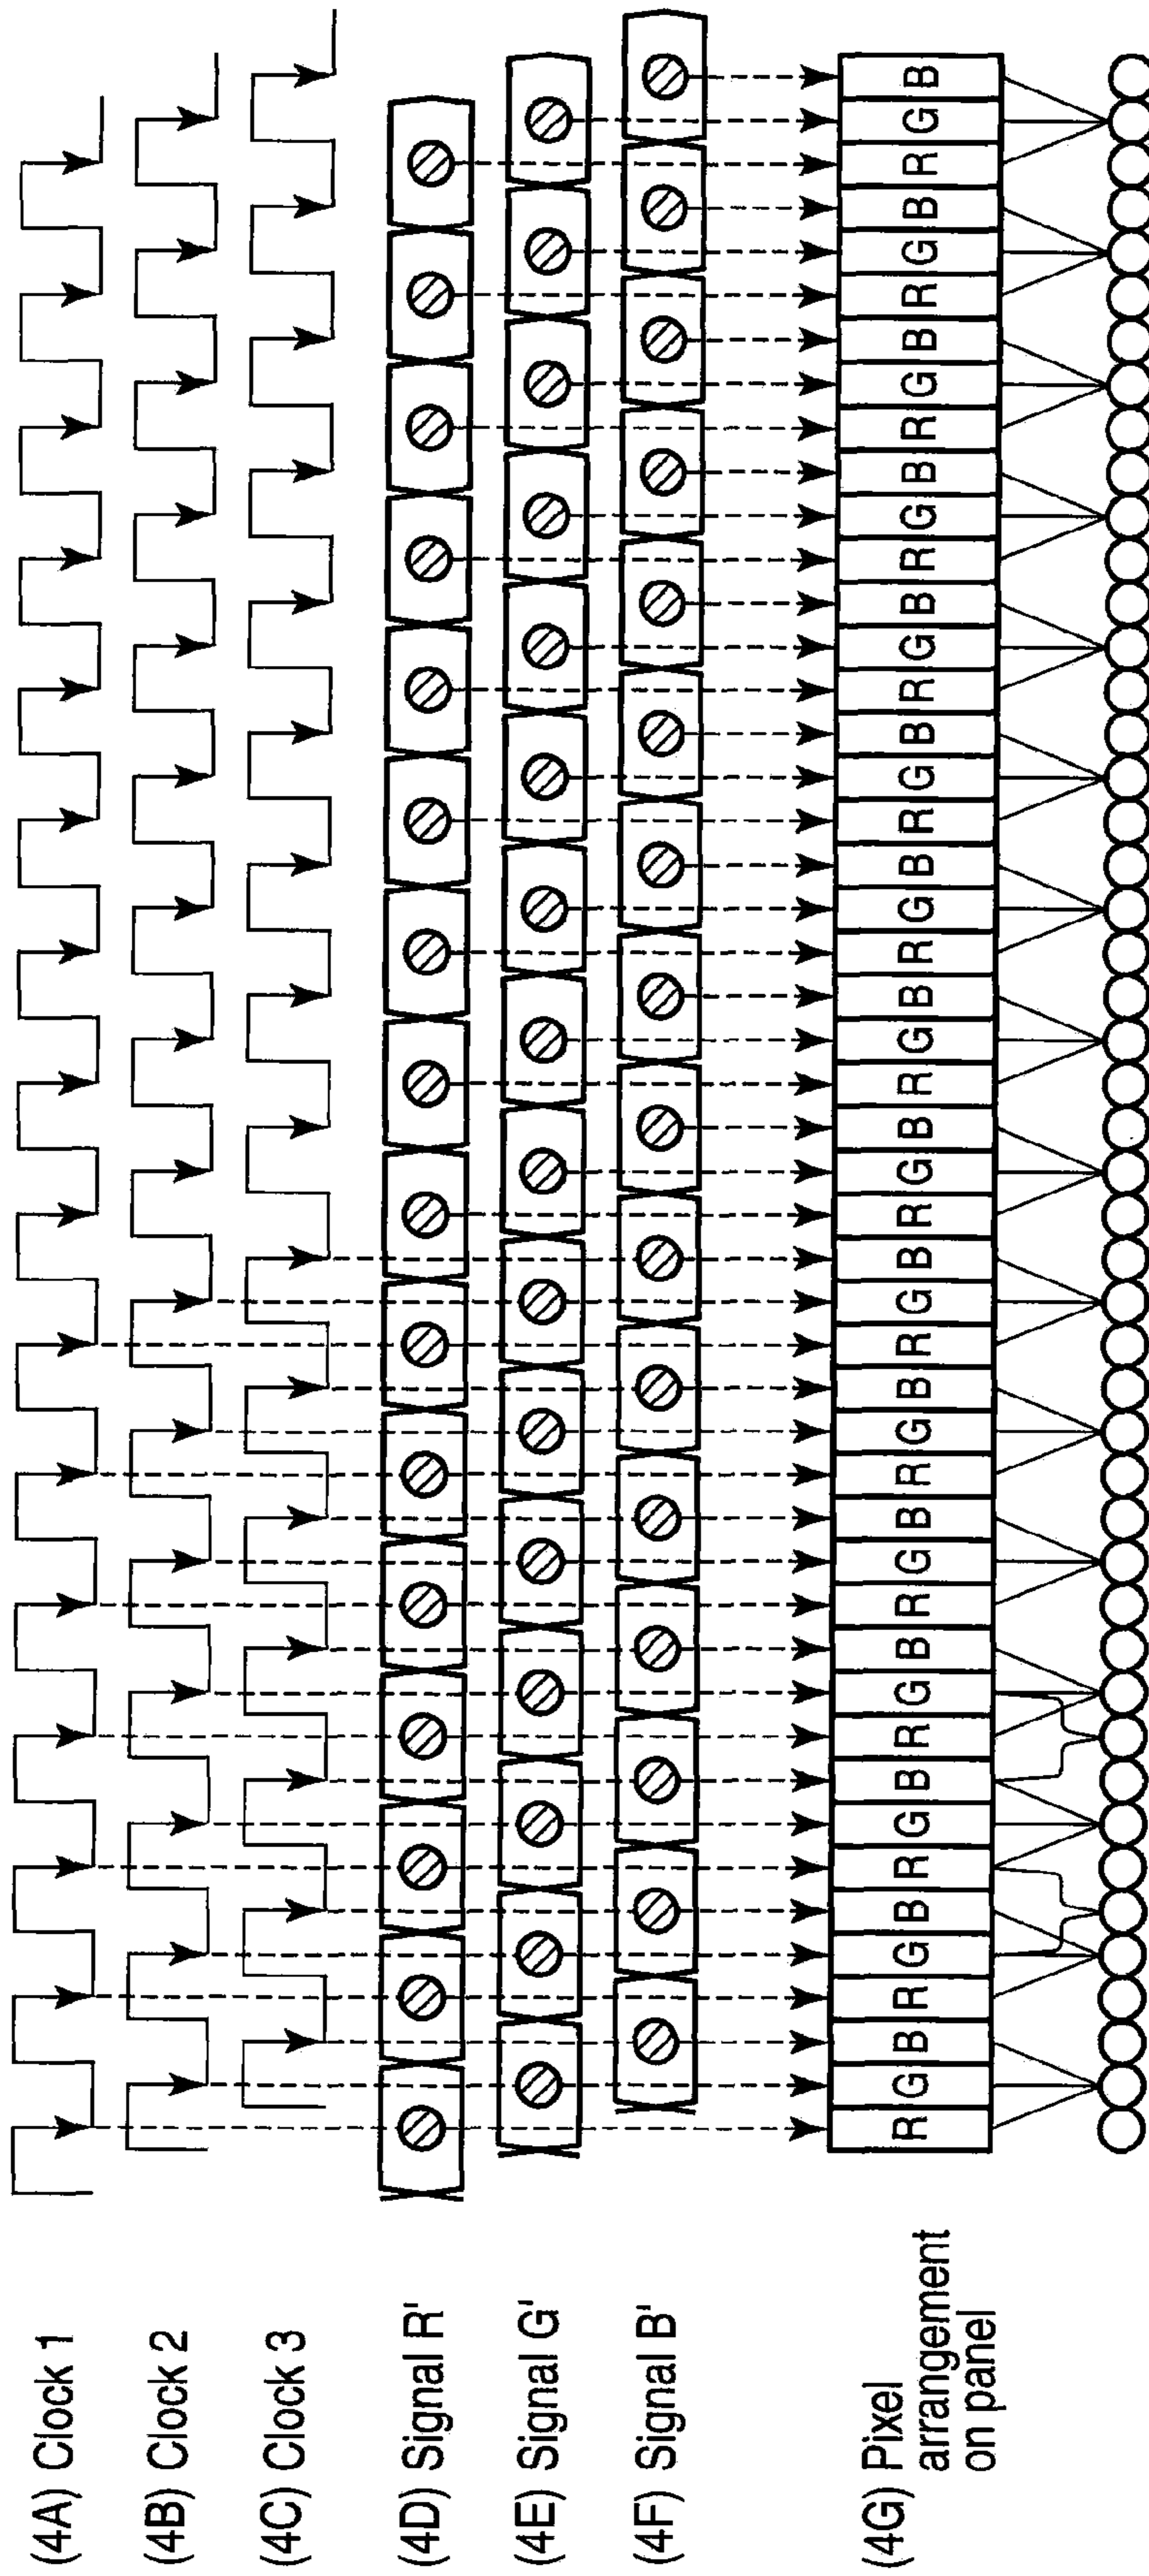 (4A) Clock 1
(4B) Clock 2
(4C) Clock 3
(4D) Signal R'
(4E) Signal G'
(4F) Signal B'
(4G) Pixel
arrangement
on panel
R G B R G B R G B R G B R G B R G B R G B R G B R G B R G B R G B R G B R G B R G B R G B R G B